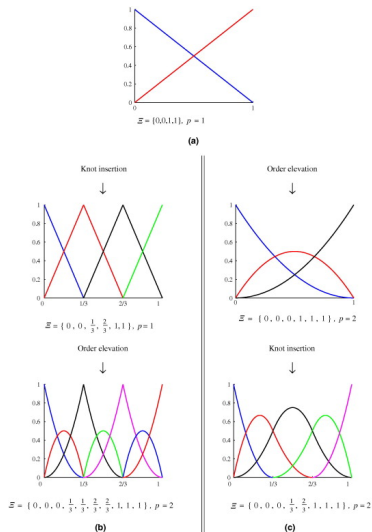 1
0.8
0.6
0.4
0.2
0
0 1
Ξ = {0,0,1,1}, p = 1
(a)
Knot insertion
↓
1
0.8
0.6
0.4
0.2
0
0 1/3 2/3 1
Ξ = { 0 , 0 , 1/3 , 2/3 , 1,1 }, p=1
Order elevation
↓
1
0.8
0.6
0.4
0.2
0
0 1/3 2/3 1
Ξ = { 0 , 0 , 0 , 1/3 , 1/3 , 2/3 , 2/3 , 1 , 1 , 1 }, p = 2
(b)
Order elevation
↓
1
0.8
0.6
0.4
0.2
0
0 1
Ξ = { 0 , 0 , 0 , 1 , 1 , 1 }, p=2
Knot insertion
↓
1
0.8
0.6
0.4
0.2
0
0 1/3 2/3 1
Ξ = { 0 , 0 , 0 , 1/3 , 2/3 , 1 , 1 , 1 }, p = 2
(c)